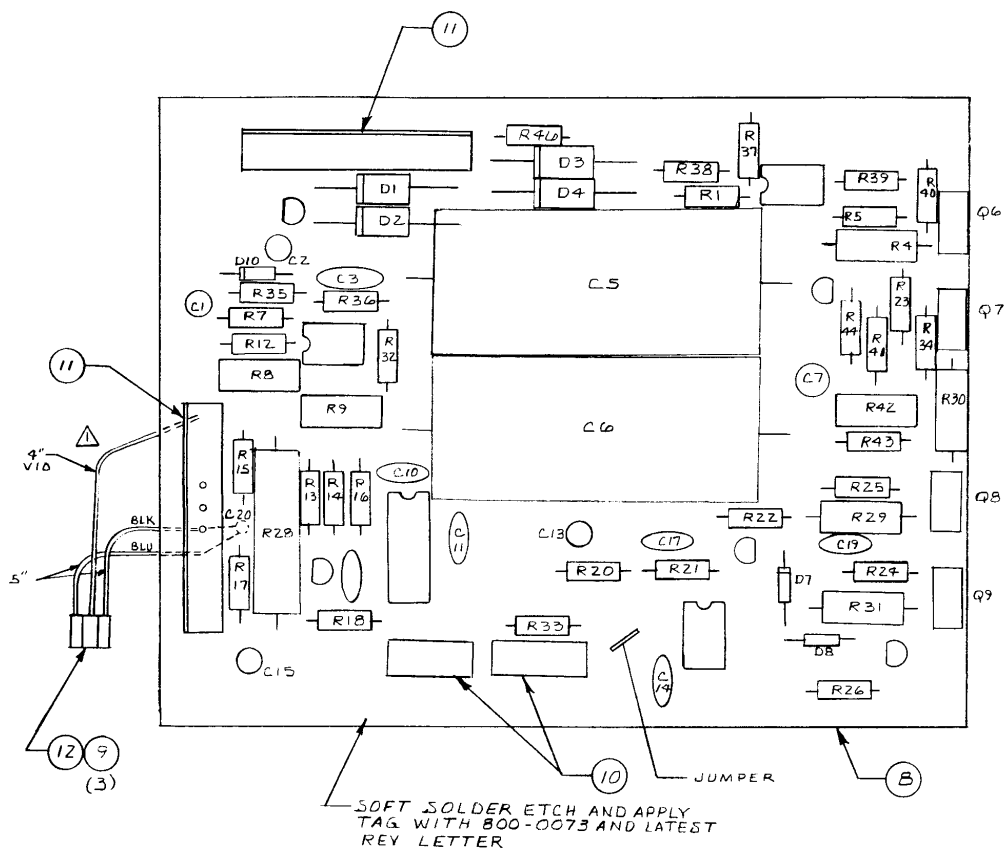 11
R46
D3
R37
D1
D4
R38
R1
R39
R40
Q6
D2
R5
R4
C2
D10
C3
C5
R35
R36
C1
R7
R23
Q7
R44
R41
R34
R12
R32
R8
11
C7
R30
R9
R42
C6
1
4"
VIO
R43
R15
C10
R13
R14
R16
R25
Q8
C20
BLK
R28
C11
C13
R22
R29
C17
C19
BLU
5"
R17
R20
R21
D7
R24
Q9
R31
R18
R33
D8
C15
C14
R26
12
9
(3)
10
JUMPER
8
SOFT SOLDER ETCH AND APPLY
TAG WITH 800-0073 AND LATEST
REV LETTER